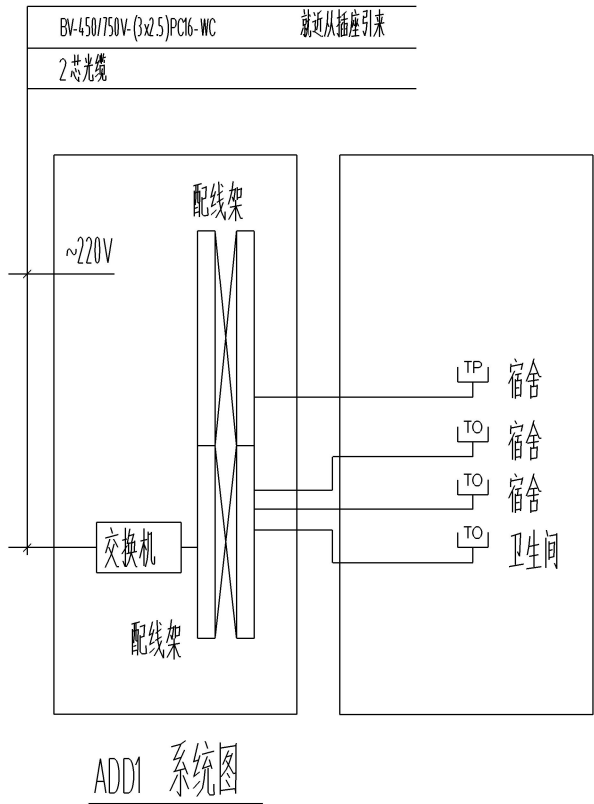 BV-450/750V-(3x2.5)PC16-WC 就近从插座引来
2芯光缆
配线架
~220V
TP 宿舍
TO 宿舍
TO 宿舍
TO 卫生间
交换机
配线架
ADD1 系统图